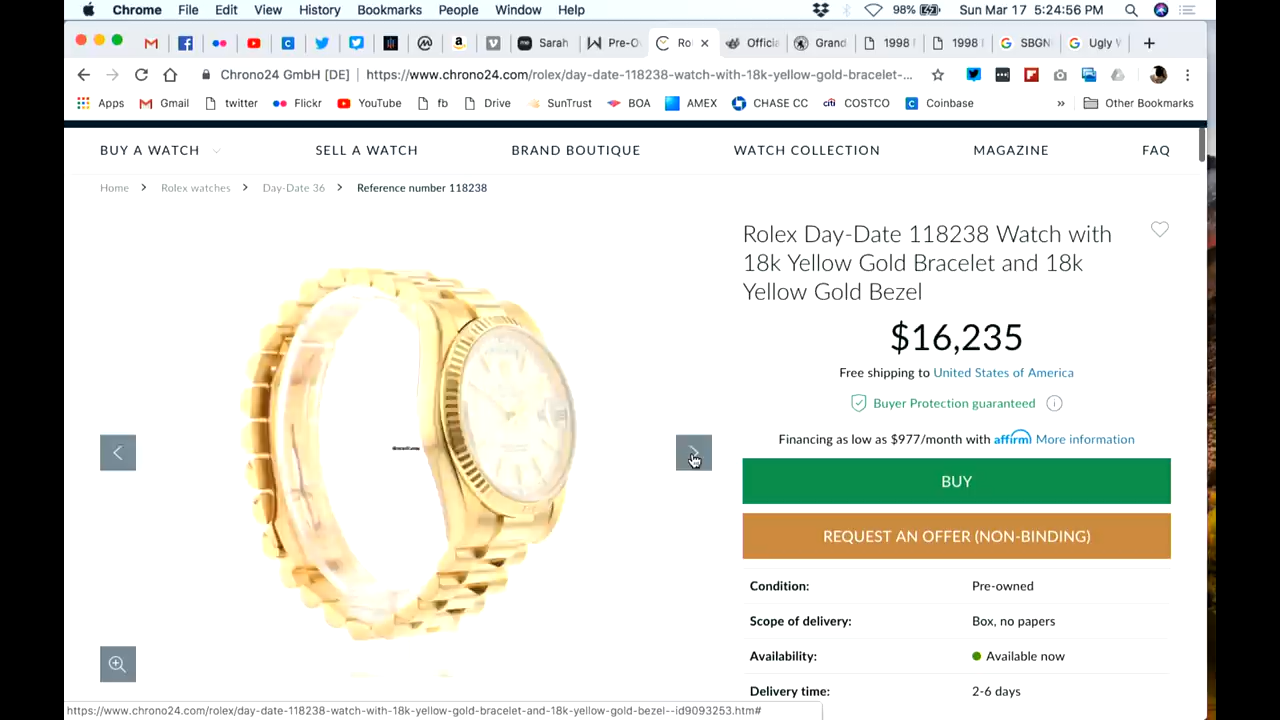 Chrome File Edit View History Bookmarks People Window Help 98% Sun Mar 17 5:24:56 PM
Sarah Pre-O Ro Officia Grand 1998 1998 SBGN Ugly
Chrono24 GmbH [DE] https://www.chrono24.com/rolex/day-date-118238-watch-with-18k-yellow-gold-bracelet-...
Apps Gmail twitter Flickr YouTube fb Drive SunTrust BOA AMEX CHASE CC citi COSTCO Coinbase » Other Bookmarks
BUY A WATCH SELL A WATCH BRAND BOUTIQUE WATCH COLLECTION MAGAZINE FAQ
Home > Rolex watches > Day-Date 36 > Reference number 118238
Rolex Day-Date 118238 Watch with
18k Yellow Gold Bracelet and 18k
Yellow Gold Bezel
$16,235
Free shipping to United States of America
Buyer Protection guaranteed i
Financing as low as $977/month with affirm More information
BUY
REQUEST AN OFFER (NON-BINDING)
Condition: Pre-owned
Scope of delivery: Box, no papers
Availability: Available now
Delivery time: 2-6 days
https://www.chrono24.com/rolex/day-date-118238-watch-with-18k-yellow-gold-bracelet-and-18k-yellow-gold-bezel--id9093253.htm#